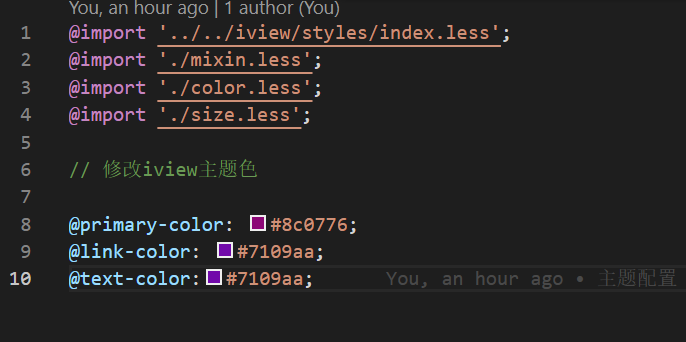 You, an hour ago | 1 author (You)
1 @import '../../iview/styles/index.less';
2 @import './mixin.less';
3 @import './color.less';
4 @import './size.less';
5
6 // 修改iview主题色
7
8 @primary-color: #8c0776;
9 @link-color: #7109aa;
10 @text-color: #7109aa; You, an hour ago • 主题配置